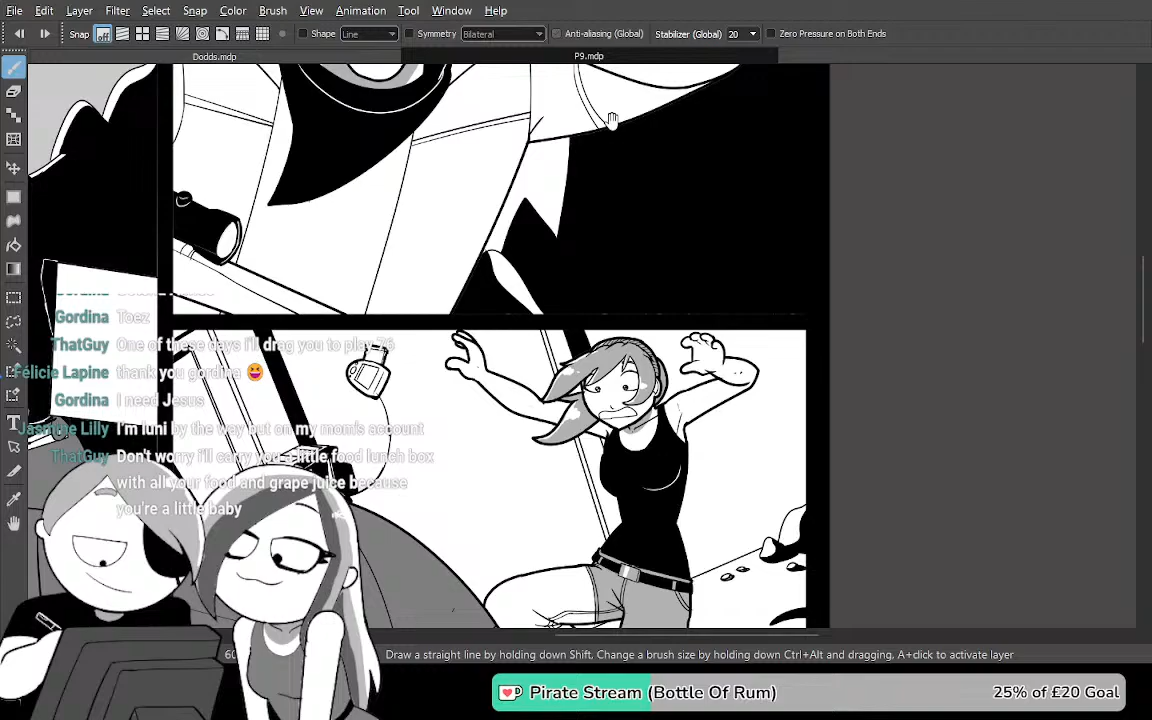 File Edit Layer Filter Select Snap Color Brush View Animation Tool Window Help
Snap off Shape Line Symmetry Bilateral Anti-aliasing (Global) Stabilizer (Global) 20 Zero Pressure on Both Ends
Dodds.mdp P9.mdp
Gordina Toez
ThatGuy One of these days I'll drag you to play 76
Félicie Lapine thank you gordina 😝
Gordina I need Jesus
Jasmine Lilly I'm luni by the way but on my mom's account
ThatGuy Don't worry i'll carry you a little food lunch box
with all your food and grape juice because
you're a little baby
Draw a straight line by holding down Shift, Change a brush size by holding down Ctrl+Alt and dragging, A+click to activate layer
Pirate Stream (Bottle Of Rum) 25% of £20 Goal